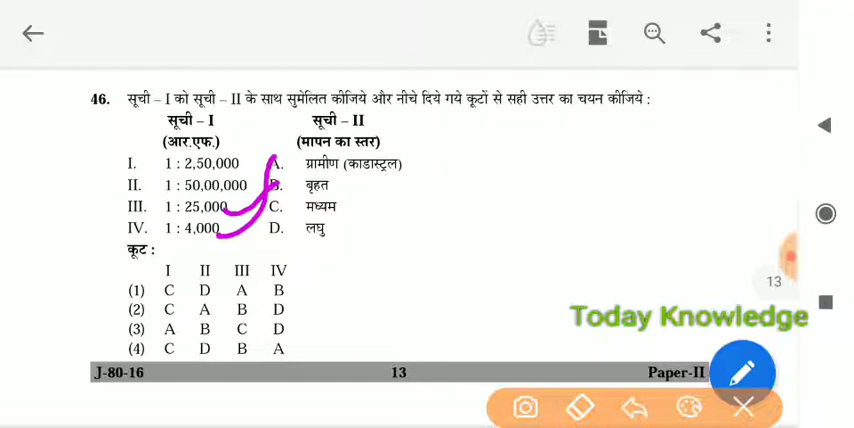 46. सूची – I को सूची – II के साथ सुमेलित कीजिये और नीचे दिये गये कूटों से सही उत्तर का चयन कीजिये :
सूची – I सूची – II
(आर.एफ.) (मापन का स्तर)
I. 1 : 2,50,000 A. ग्रामीण (काडास्ट्रल)
II. 1 : 50,00,000 B. बृहत
III. 1 : 25,000 C. मध्यम
IV. 1 : 4,000 D. लघु
कूट :
I II III IV
(1) C D A B
(2) C A B D
(3) A B C D
(4) C D B A
13
Today Knowledge
J-80-16 13 Paper-II